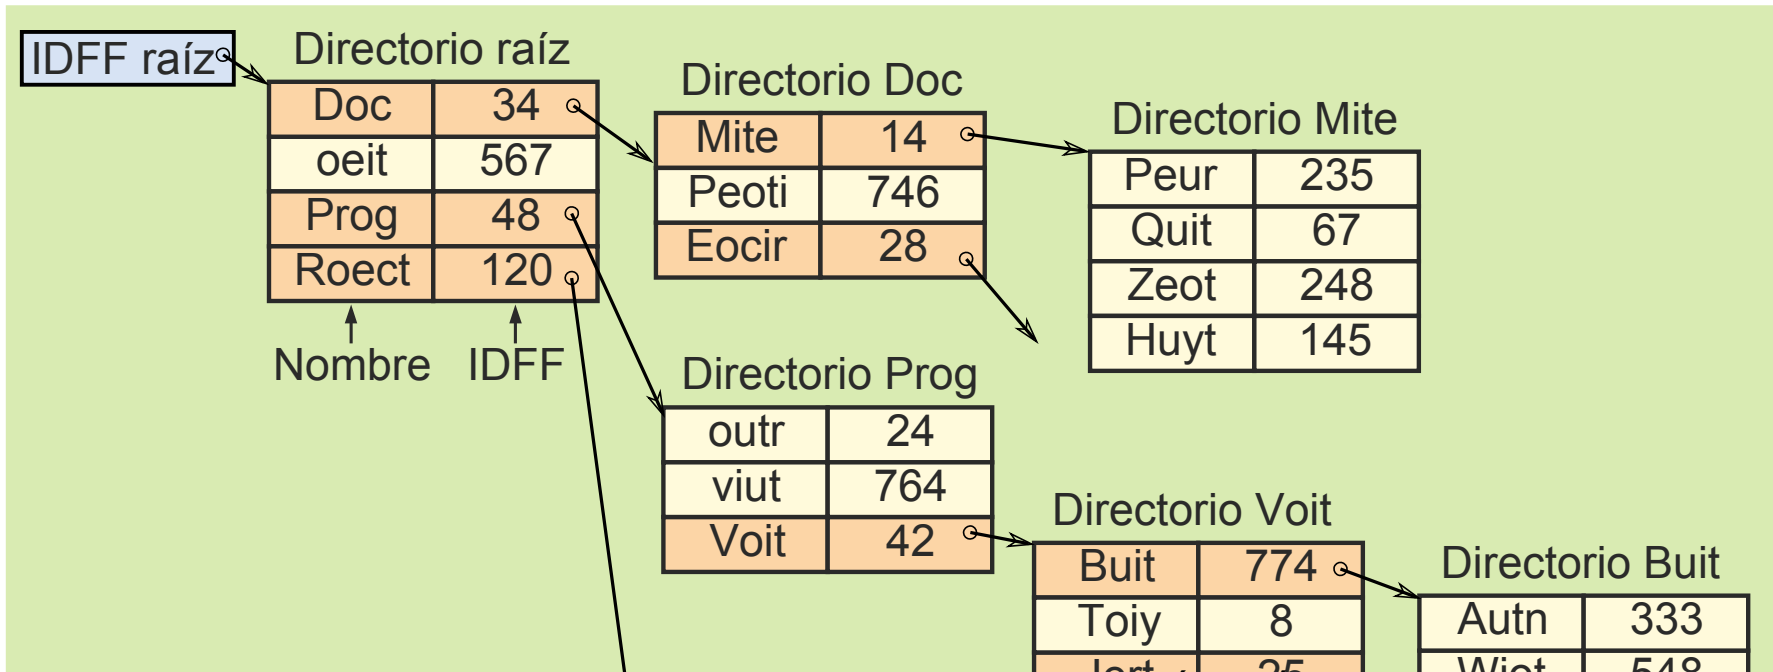 IDFF raíz
Directorio raíz
Doc 34
oeit 567
Prog 48
Roect 120
Nombre IDFF
Directorio Doc
Mite 14
Peoti 746
Eocir 28
Directorio Mite
Peur 235
Quit 67
Zeot 248
Huyt 145
Directorio Prog
outr 24
viut 764
Voit 42
Directorio Voit
Buit 774
Toiy 8
25
Directorio Buit
Autn 333
548